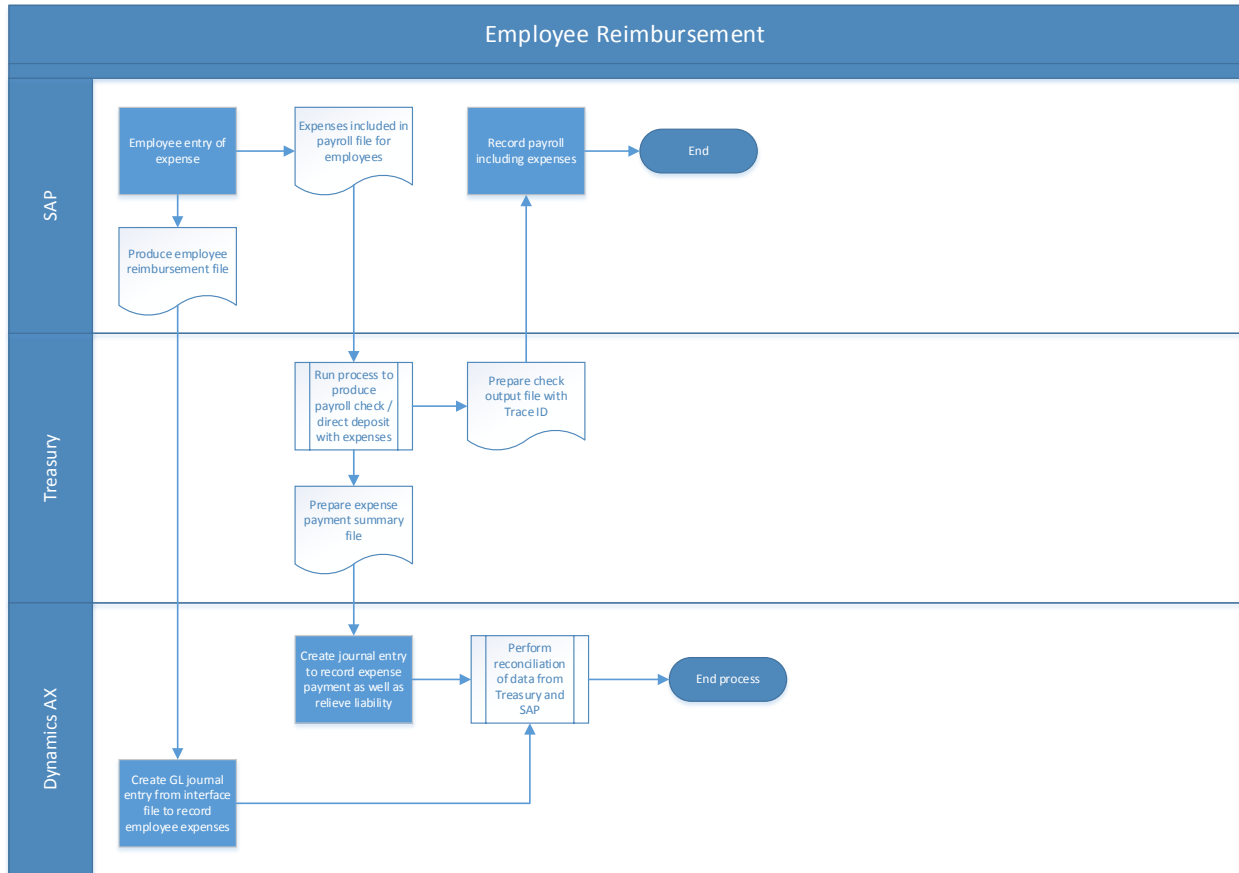 Employee Reimbursement
SAP
Employee entry of
expense
Expenses included in
payroll file for
employees
Record payroll
including expenses
End
Produce employee
reimbursement file
Treasury
Run process to
produce
payroll check /
direct deposit
with expenses
Prepare check
output file with
Trace ID
Prepare expense
payment summary
file
Dynamics AX
Create journal entry
to record expense
payment as well as
relieve liability
Perform
reconciliation
of data from
Treasury and
SAP
End process
Create GL journal
entry from interface
file to record
employee expenses